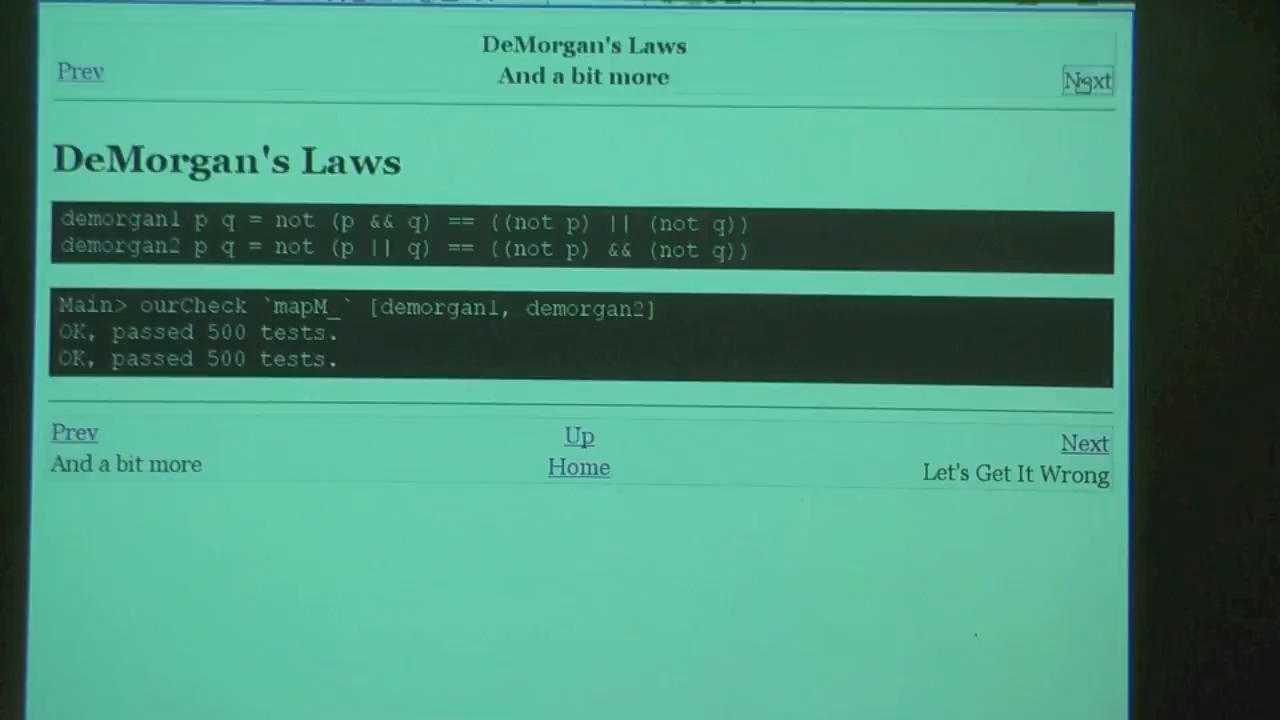 DeMorgan's Laws
Prev
And a bit more
Next
DeMorgan's Laws
demorgan1 p q = not (p && q) == ((not p) || (not q))
demorgan2 p q = not (p || q) == ((not p) && (not q))
Main> ourCheck `mapM_` [demorgan1, demorgan2]
OK, passed 500 tests.
OK, passed 500 tests.
Prev
Up
Next
And a bit more
Home
Let's Get It Wrong